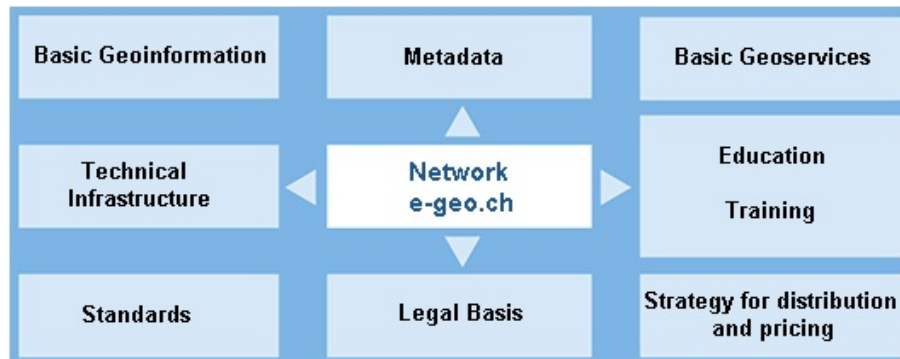 Basic Geoinformation
Metadata
Basic Geoservices
Technical
Infrastructure
Network
e-geo.ch
Education
Training
Standards
Legal Basis
Strategy for distribution
and pricing